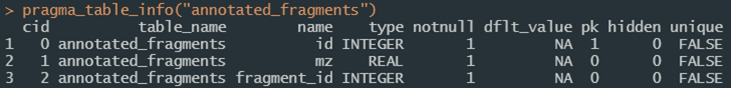 > pragma_table_info("annotated_fragments")
  cid          table_name        name    type notnull dflt_value pk hidden unique
1   0 annotated_fragments          id INTEGER       1         NA  1      0  FALSE
2   1 annotated_fragments          mz    REAL       1         NA  0      0  FALSE
3   2 annotated_fragments fragment_id INTEGER       1         NA  0      0  FALSE